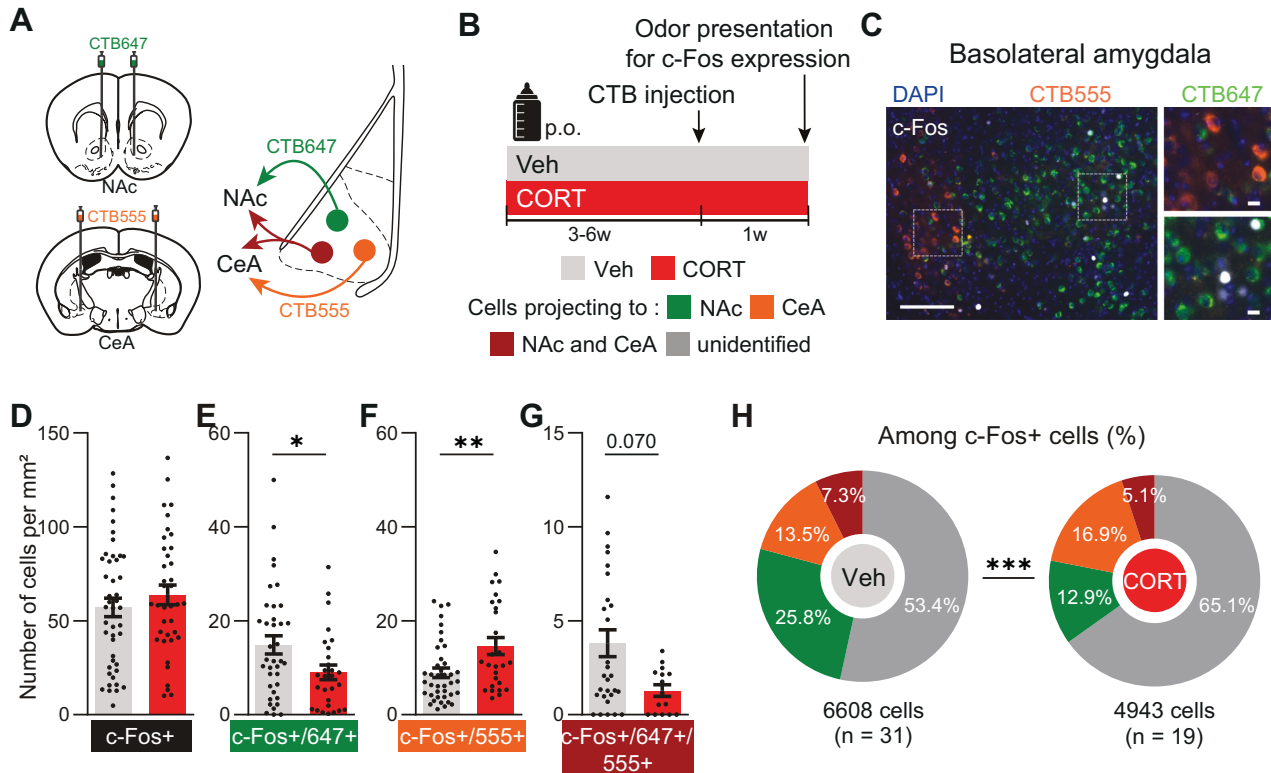 A
CTB647
NAc
CTB555
CeA
CTB647
NAc
CeA
CTB555
B
Odor presentation
for c-Fos expression
CTB injection
p.o.
Veh
CORT
3-6w
1w
Veh CORT
Cells projecting to : NAc CeA
NAc and CeA unidentified
C
Basolateral amygdala
DAPI CTB555 CTB647
c-Fos
D
Number of cells per mm²
150
100
50
0
c-Fos+
E
60
40
20
0
*
c-Fos+/647+
F
60
40
20
0
**
c-Fos+/555+
G
15
10
5
0
0.070
c-Fos+/647+/
555+
H
Among c-Fos+ cells (%)
7.3%
13.5%
25.8%
53.4%
Veh
6608 cells
(n = 31)
***
5.1%
16.9%
12.9%
65.1%
CORT
4943 cells
(n = 19)